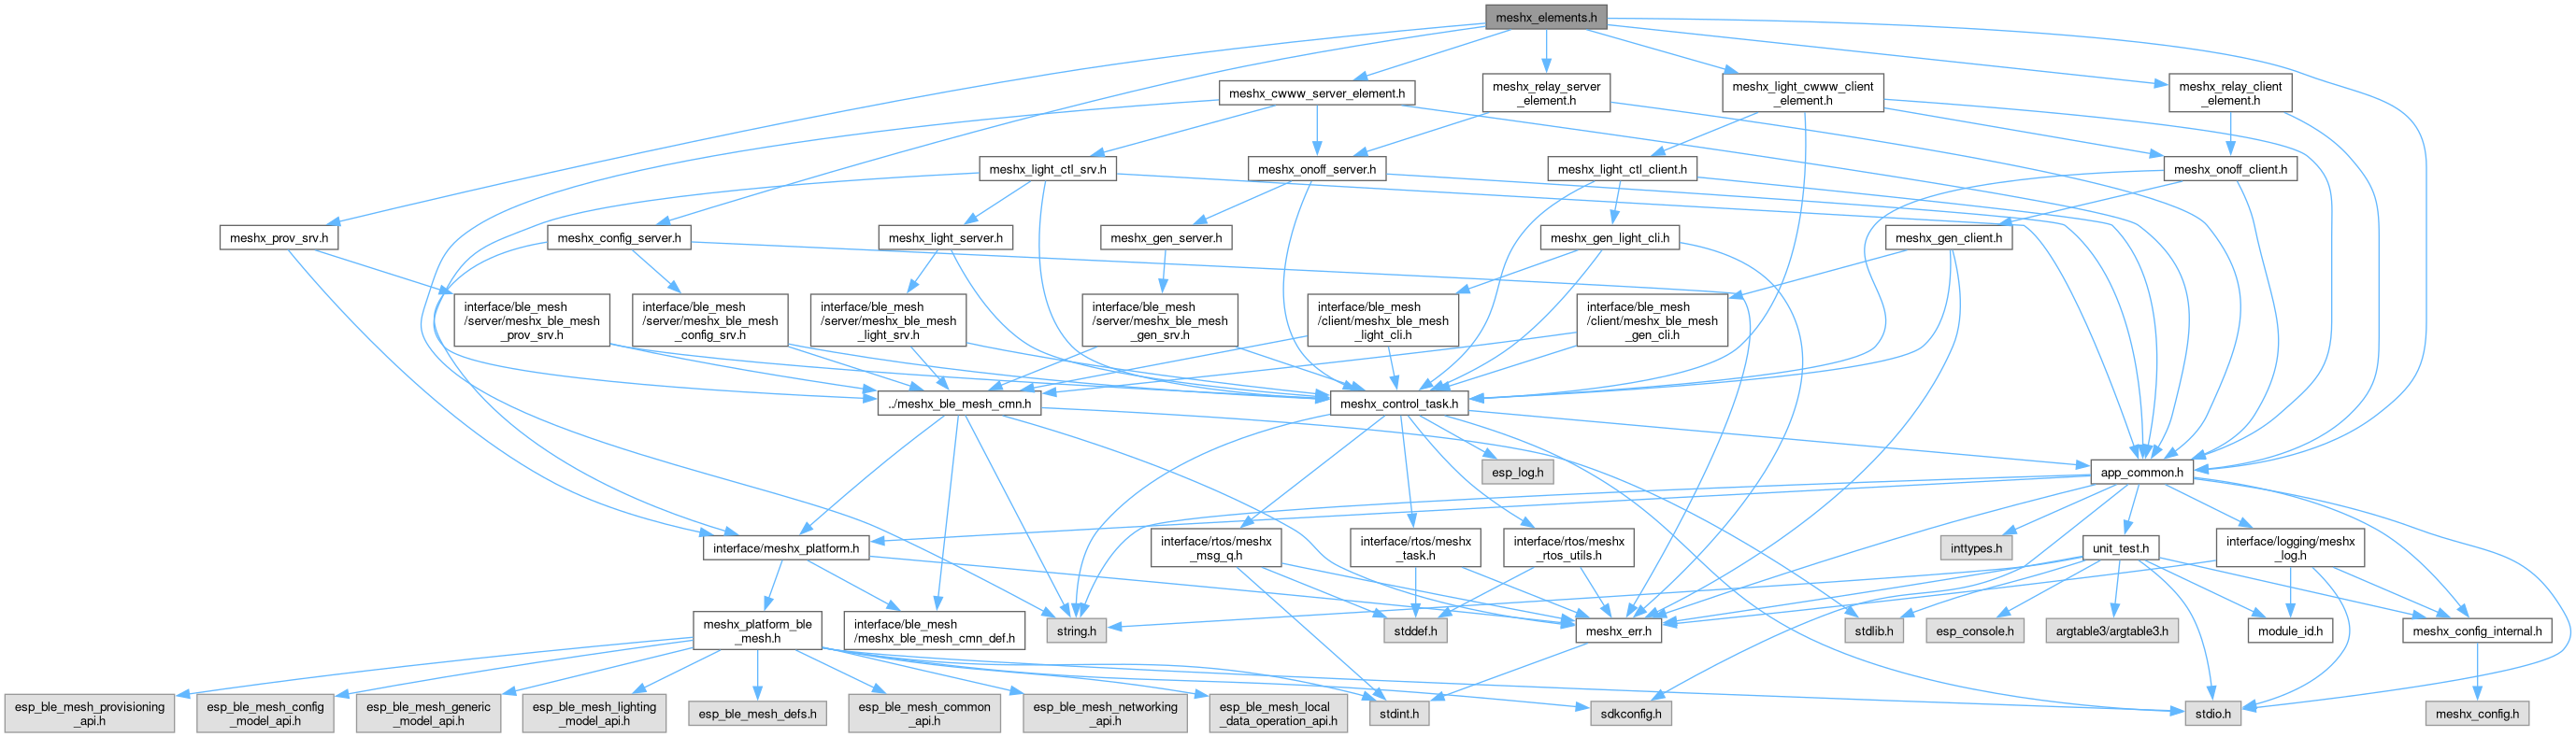 meshx_elements.h
meshx_cwww_server_element.h
meshx_relay_server
_element.h
meshx_light_cwww_client
_element.h
meshx_relay_client
_element.h
meshx_light_ctl_srv.h
meshx_onoff_server.h
meshx_light_ctl_client.h
meshx_onoff_client.h
meshx_prov_srv.h
meshx_config_server.h
meshx_light_server.h
meshx_gen_server.h
meshx_gen_light_cli.h
meshx_gen_client.h
interface/ble_mesh
/server/meshx_ble_mesh
_prov_srv.h
interface/ble_mesh
/server/meshx_ble_mesh
_config_srv.h
interface/ble_mesh
/server/meshx_ble_mesh
_light_srv.h
interface/ble_mesh
/server/meshx_ble_mesh
_gen_srv.h
interface/ble_mesh
/client/meshx_ble_mesh
_light_cli.h
interface/ble_mesh
/client/meshx_ble_mesh
_gen_cli.h
../meshx_ble_mesh_cmn.h
meshx_control_task.h
esp_log.h
app_common.h
interface/meshx_platform.h
interface/rtos/meshx
_msg_q.h
interface/rtos/meshx
_task.h
interface/rtos/meshx
_rtos_utils.h
inttypes.h
unit_test.h
interface/logging/meshx
_log.h
meshx_platform_ble
_mesh.h
interface/ble_mesh
/meshx_ble_mesh_cmn_def.h
string.h
stddef.h
meshx_err.h
stdlib.h
esp_console.h
argtable3/argtable3.h
module_id.h
meshx_config_internal.h
esp_ble_mesh_provisioning
_api.h
esp_ble_mesh_config
_model_api.h
esp_ble_mesh_generic
_model_api.h
esp_ble_mesh_lighting
_model_api.h
esp_ble_mesh_defs.h
esp_ble_mesh_common
_api.h
esp_ble_mesh_networking
_api.h
esp_ble_mesh_local
_data_operation_api.h
stdint.h
sdkconfig.h
stdio.h
meshx_config.h